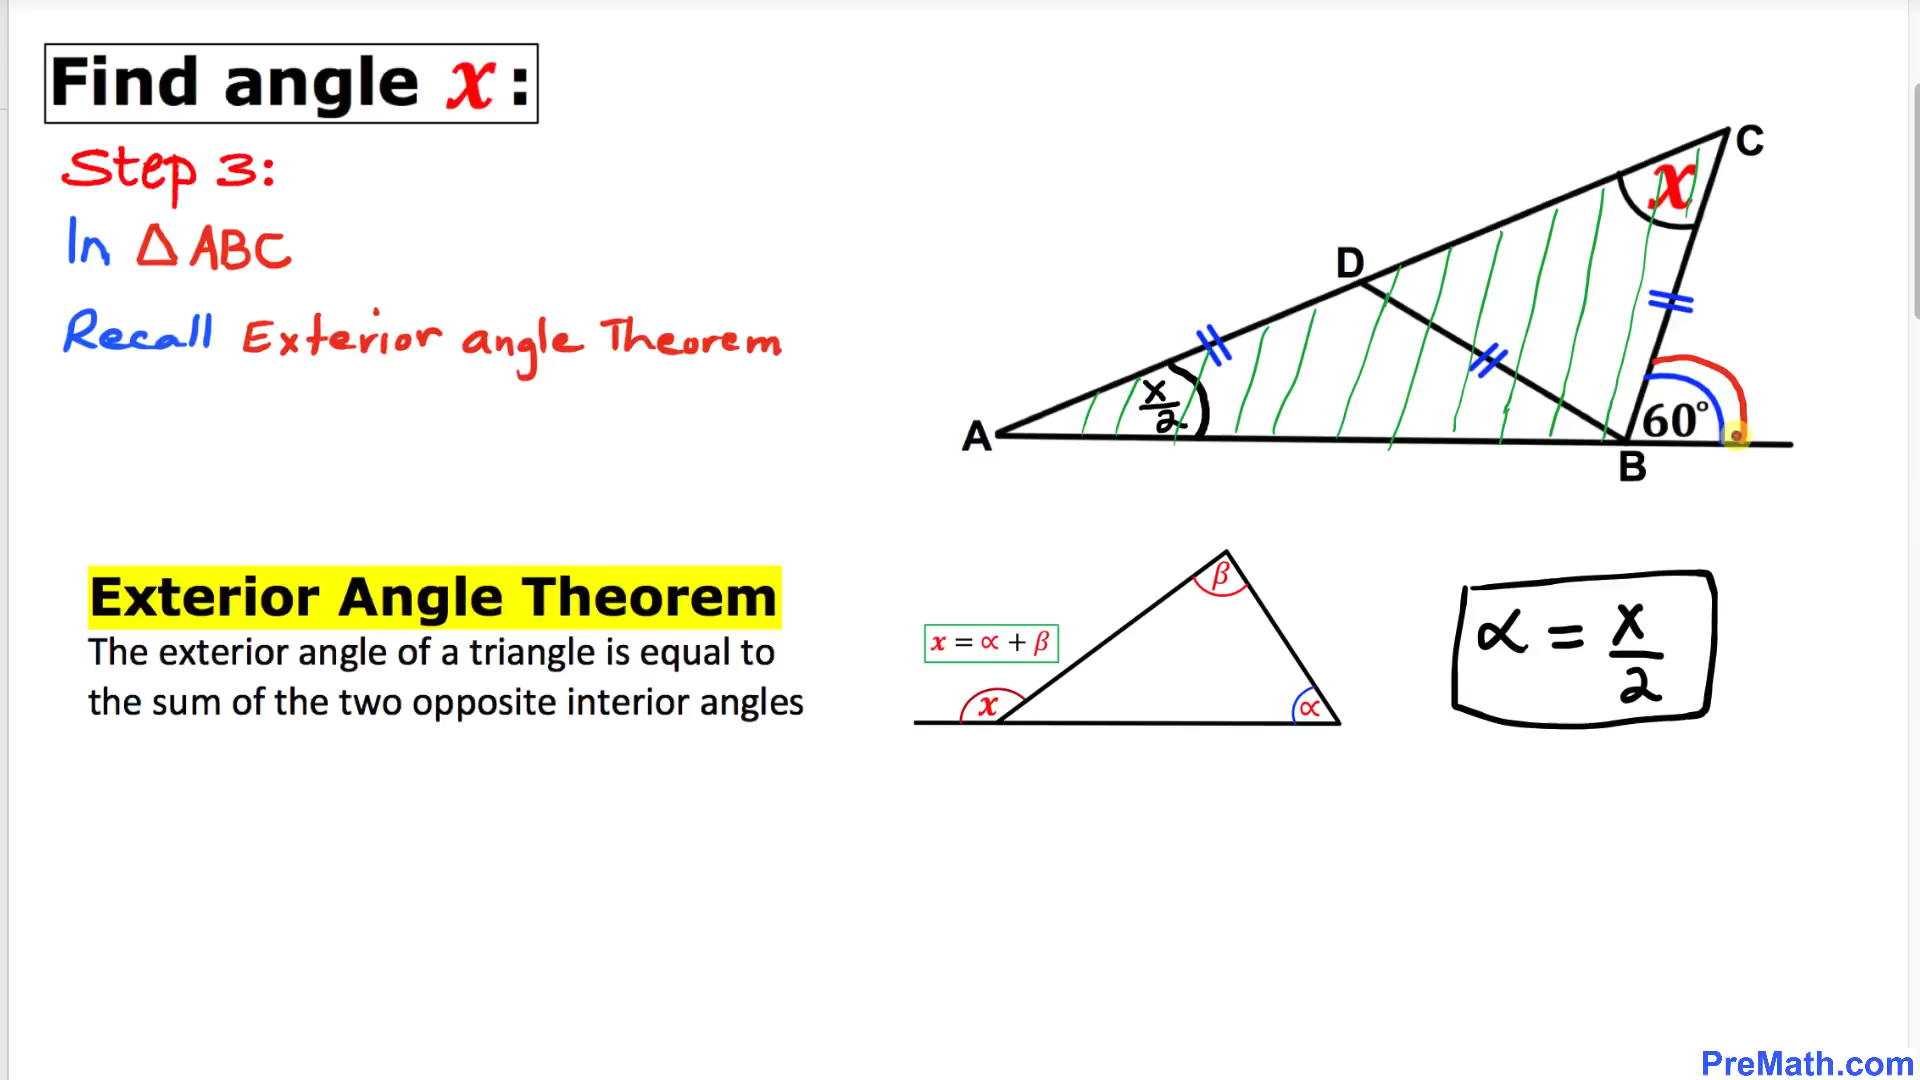 Find angle x:
Step 3:
In △ ABC
Recall Exterior angle Theorem
C
x
D
x/2
60°
A
B
Exterior Angle Theorem
The exterior angle of a triangle is equal to
the sum of the two opposite interior angles
β
x = ∝ + β
x
∝
α = x/2
PreMath.com